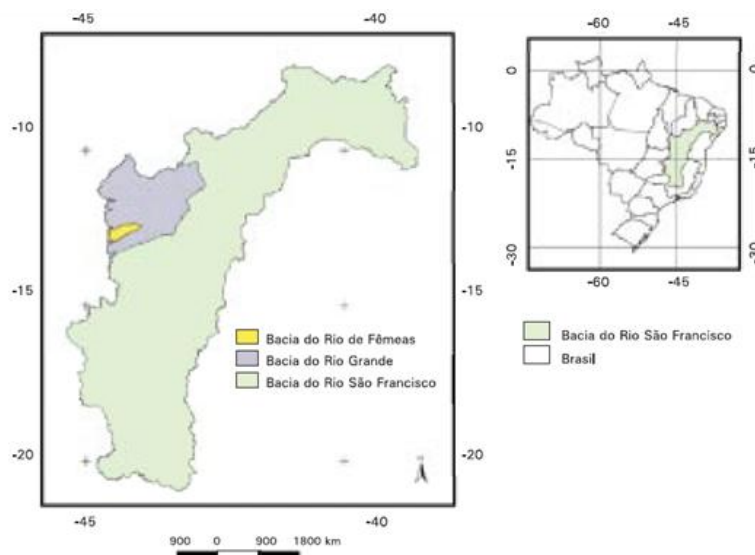 -45 -40
-10 -10
-15 -15
-20 -20
-45 -40
Bacia do Rio de Fêmeas
Bacia do Rio Grande
Bacia do Rio São Francisco
900 0 900 1800 km
-60 -45
0 0
-15 -15
-30 -30
-60 -45
Bacia do Rio São Francisco
Brasil